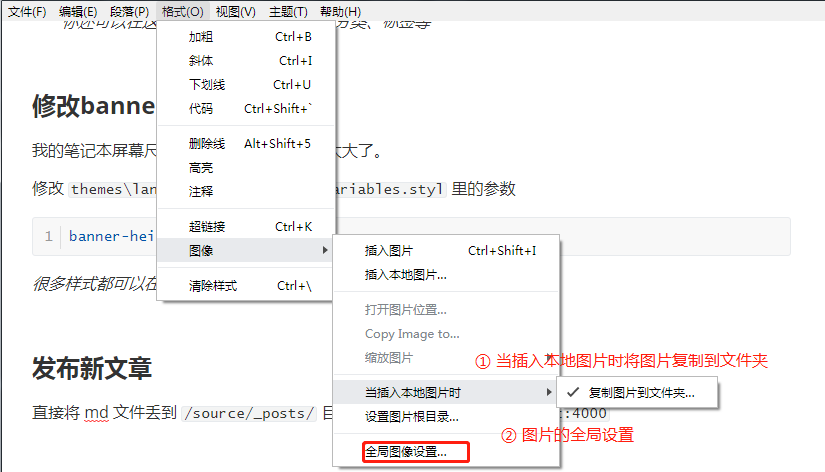 文件(F) 编辑(E) 段落(P) 格式(O) 视图(V) 主题(T) 帮助(H)
你还可以在这 分类、标签等
加粗 Ctrl+B
斜体 Ctrl+I
下划线 Ctrl+U
代码 Ctrl+Shift+`
删除线 Alt+Shift+5
高亮
注释
超链接 Ctrl+K
图像
清除样式 Ctrl+\
修改banne
我的笔记本屏幕尺 太大了。
修改 themes\lan ariables.styl 里的参数
1 banner-hei
很多样式都可以在
插入图片 Ctrl+Shift+I
插入本地图片...
打开图片位置...
Copy Image to...
缩放图片
当插入本地图片时
设置图片根目录...
全局图像设置...
① 当插入本地图片时将图片复制到文件夹
复制图片到文件夹...
② 图片的全局设置
发布新文章
直接将 md 文件丢到 /source/_posts/ 目 :4000